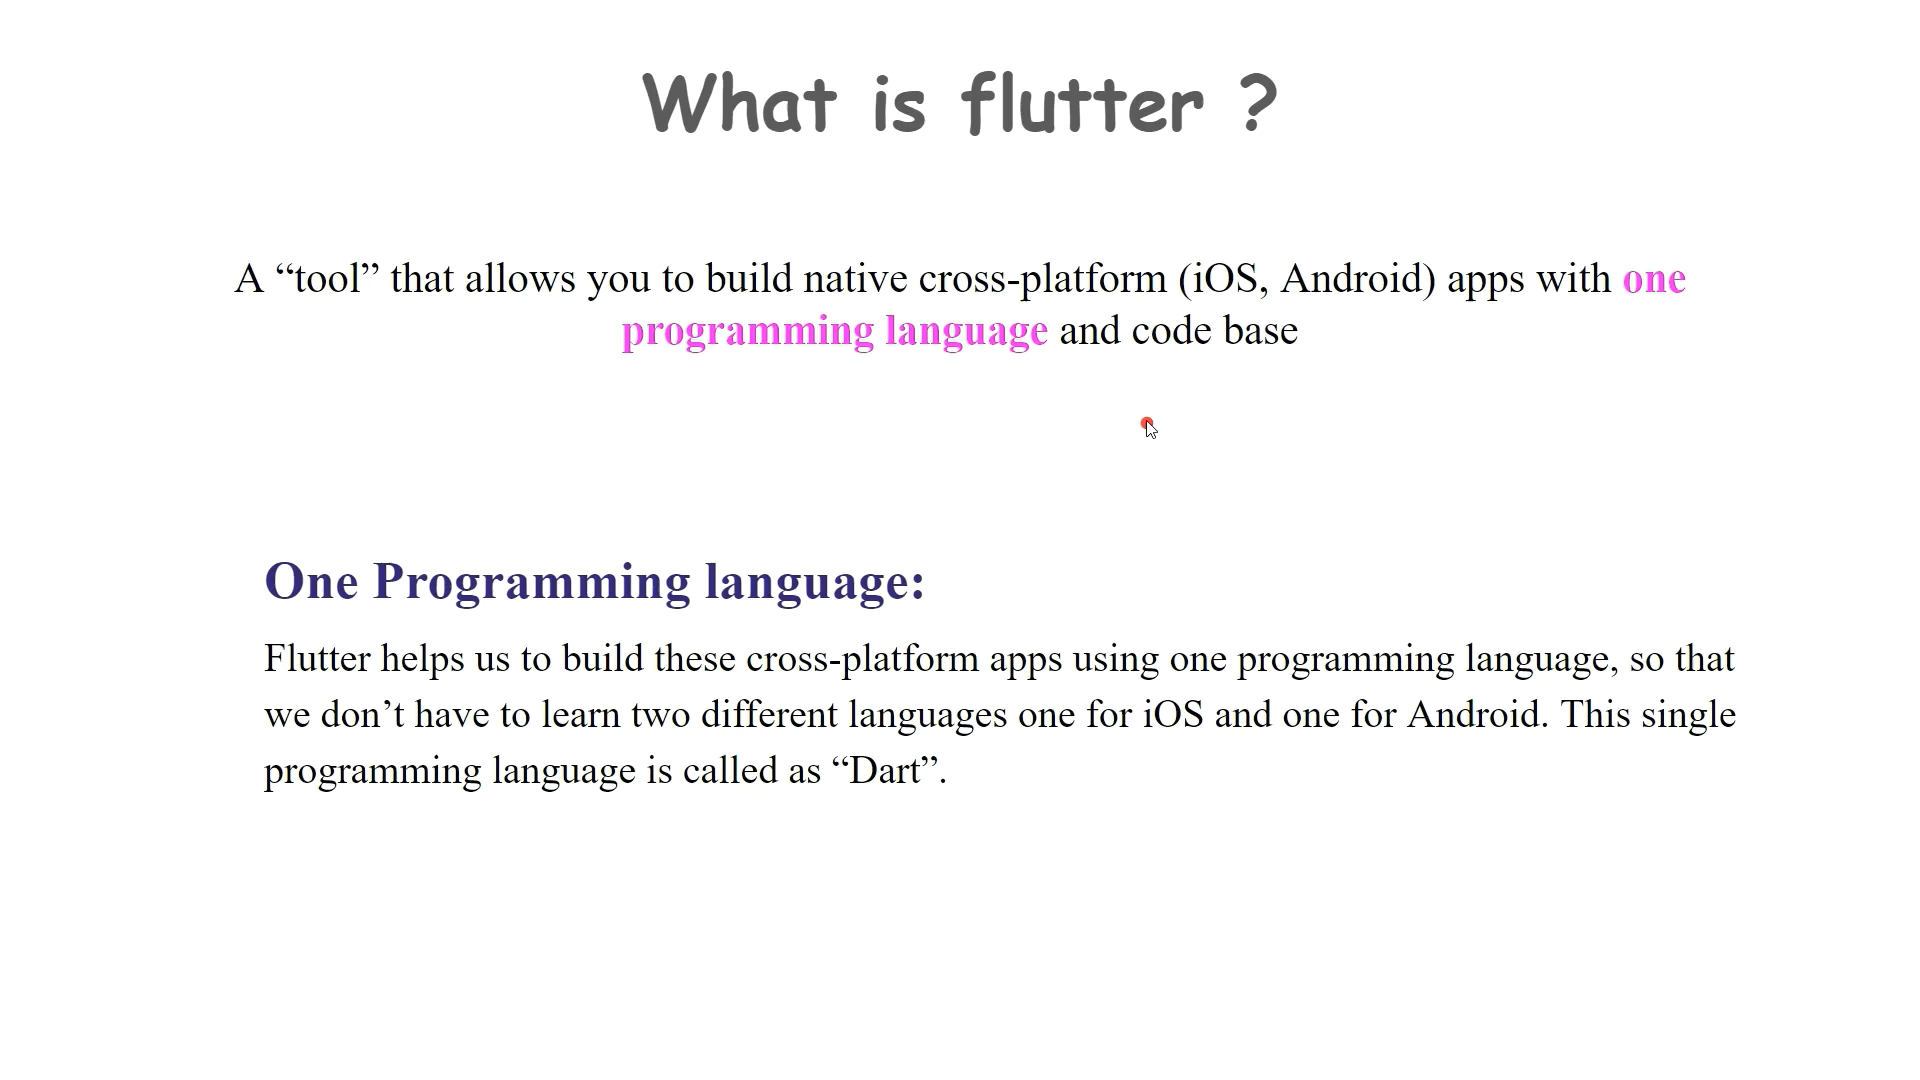 What is flutter ?
A “tool” that allows you to build native cross-platform (iOS, Android) apps with one
programming language and code base
One Programming language:
Flutter helps us to build these cross-platform apps using one programming language, so that
we don’t have to learn two different languages one for iOS and one for Android. This single
programming language is called as “Dart”.